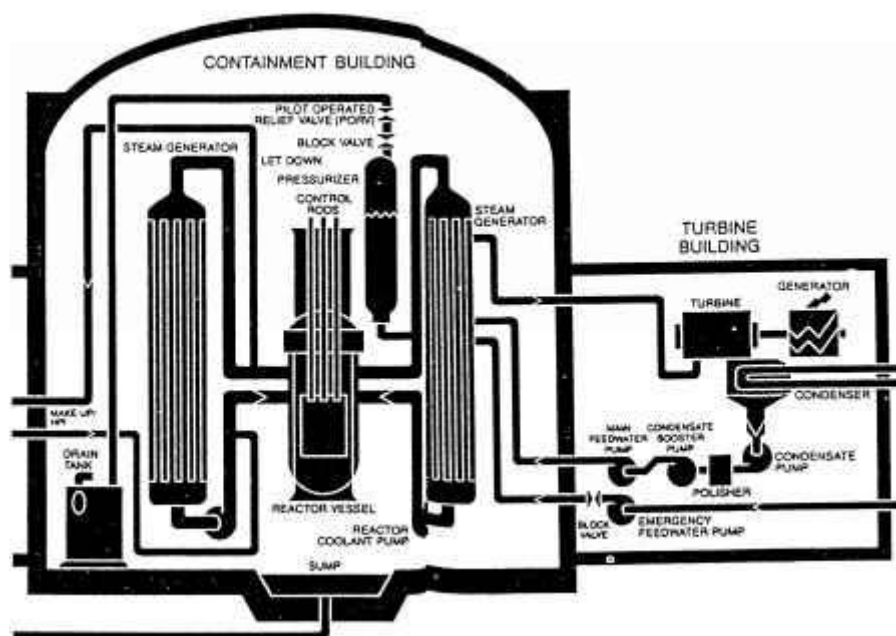 CONTAINMENT BUILDING
PILOT OPERATED
RELIEF VALVE (PORV)
BLOCK VALVE
STEAM GENERATOR
LET DOWN
PRESSURIZER
CONTROL
RODS
STEAM
GENERATOR
TURBINE
BUILDING
GENERATOR
TURBINE
CONDENSER
MAKE UP/
HPI
DRAIN
TANK
MAIN
FEEDWATER
PUMP
CONDENSATE
BOOSTER
PUMP
CONDENSATE
PUMP
POLISHER
REACTOR VESSEL
REACTOR
COOLANT PUMP
BLOCK
VALVE
EMERGENCY
FEEDWATER PUMP
SUMP